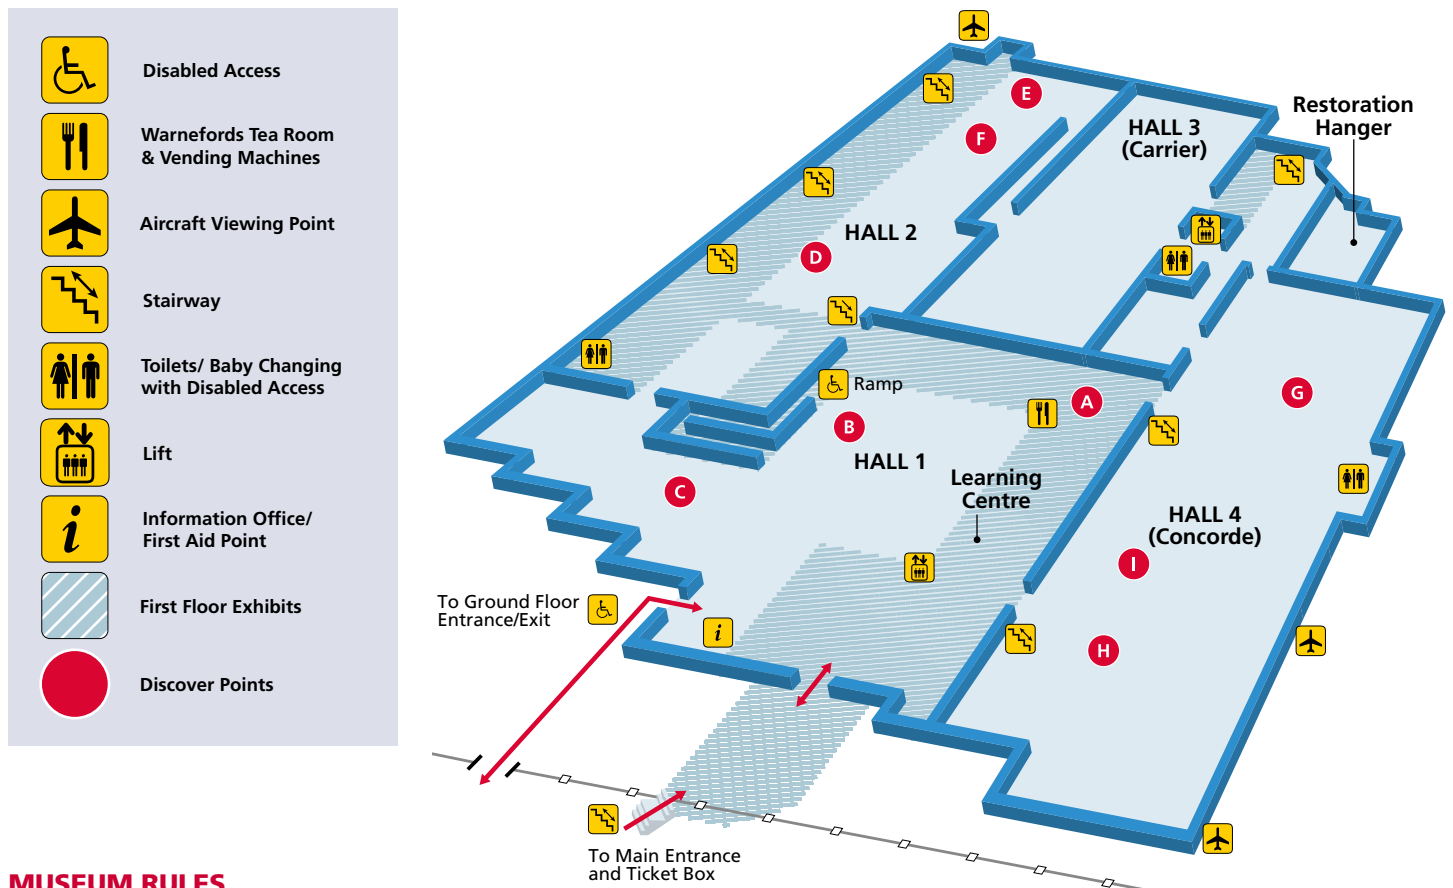 Disabled Access
Warnefords Tea Room
& Vending Machines
Aircraft Viewing Point
Stairway
Toilets/ Baby Changing
with Disabled Access
Lift
i
Information Office/
First Aid Point
First Floor Exhibits
Discover Points
E
F
HALL 3
(Carrier)
Restoration
Hanger
HALL 2
D
Ramp
A
G
B
HALL 1
C
Learning
Centre
HALL 4
(Concorde)
I
To Ground Floor
Entrance/Exit
i
H
To Main Entrance
and Ticket Box
MUSEUM RULES